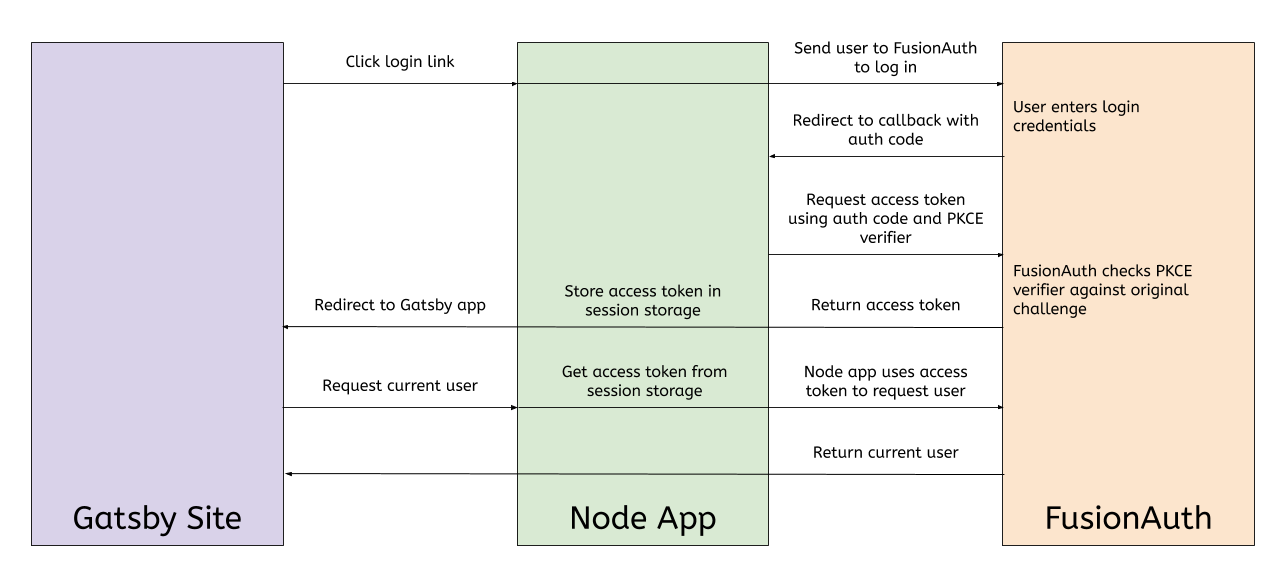 Click login link
Send user to FusionAuth
to log in
User enters login
credentials
Redirect to callback with
auth code
Request access token
using auth code and PKCE
verifier
FusionAuth checks PKCE
verifier against original
challenge
Redirect to Gatsby app
Store access token in
session storage
Return access token
Request current user
Get access token from
session storage
Node app uses access
token to request user
Return current user
Gatsby Site
Node App
FusionAuth